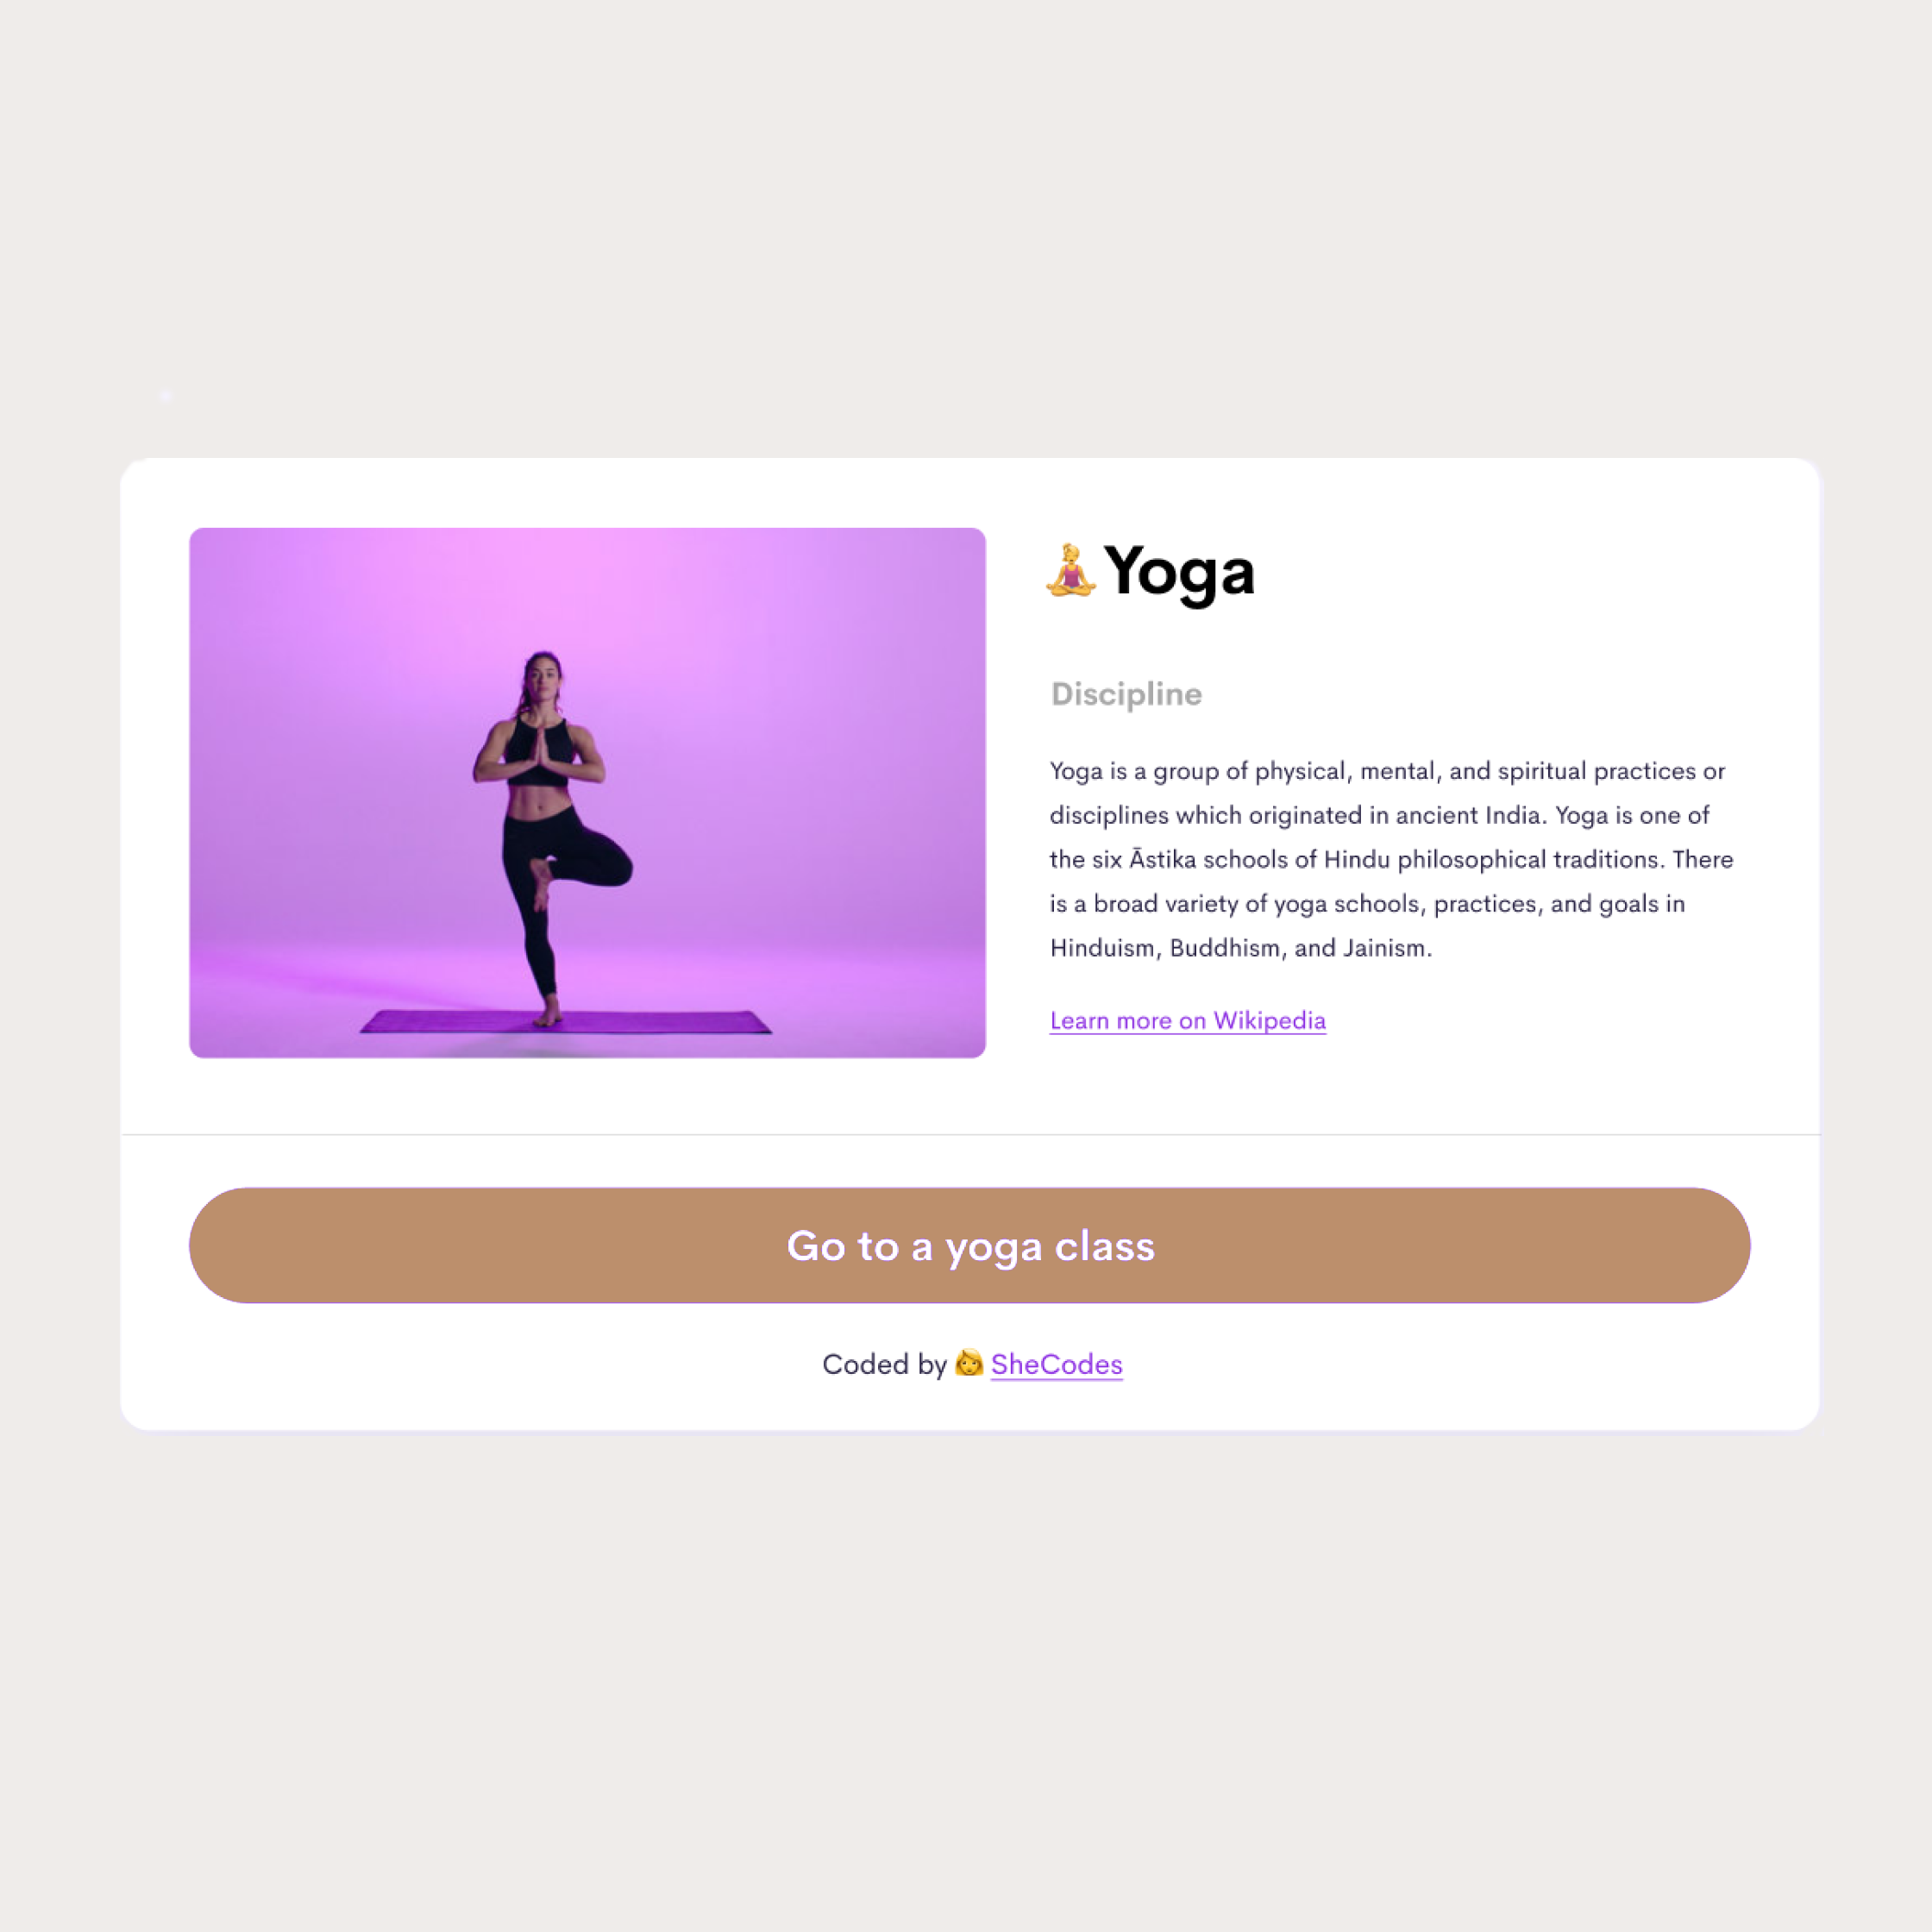 🧘‍♀️Yoga
Discipline
Yoga is a group of physical, mental, and spiritual practices or
disciplines which originated in ancient India. Yoga is one of
the six Āstika schools of Hindu philosophical traditions. There
is a broad variety of yoga schools, practices, and goals in
Hinduism, Buddhism, and Jainism.
Learn more on Wikipedia
Go to a yoga class
Coded by 👩 SheCodes